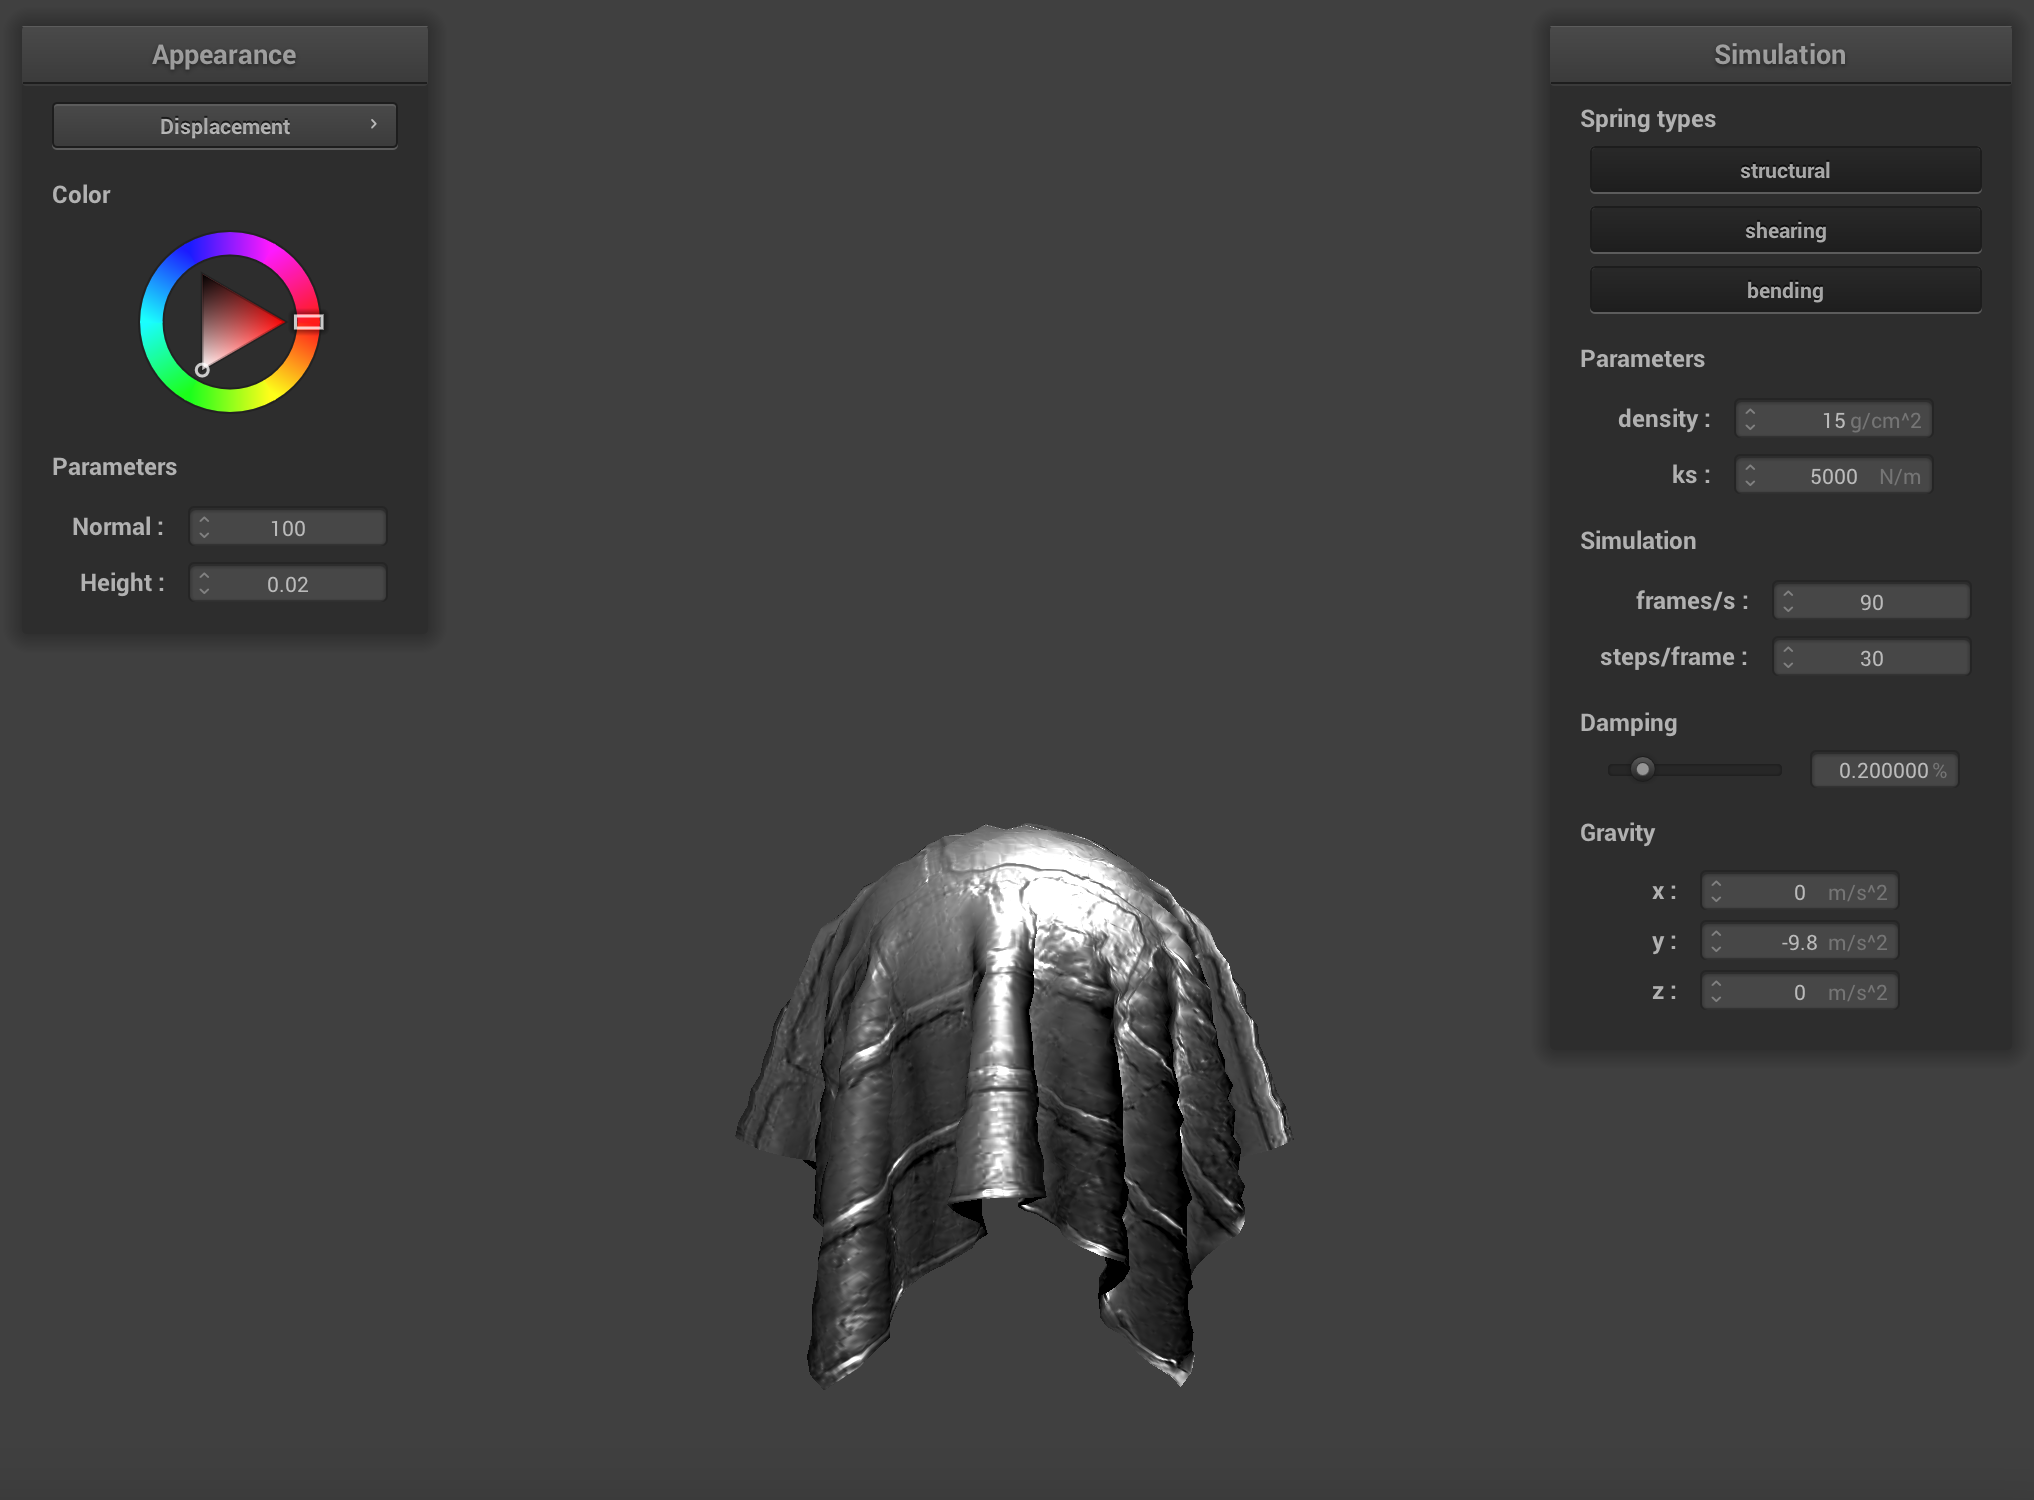 Appearance
Displacement
Color
Parameters
Normal : 100
Height : 0.02
Simulation
Spring types
structural
shearing
bending
Parameters
density : 15 g/cm^2
ks : 5000 N/m
Simulation
frames/s : 90
steps/frame : 30
Damping
0.200000 %
Gravity
x : 0 m/s^2
y : -9.8 m/s^2
z : 0 m/s^2